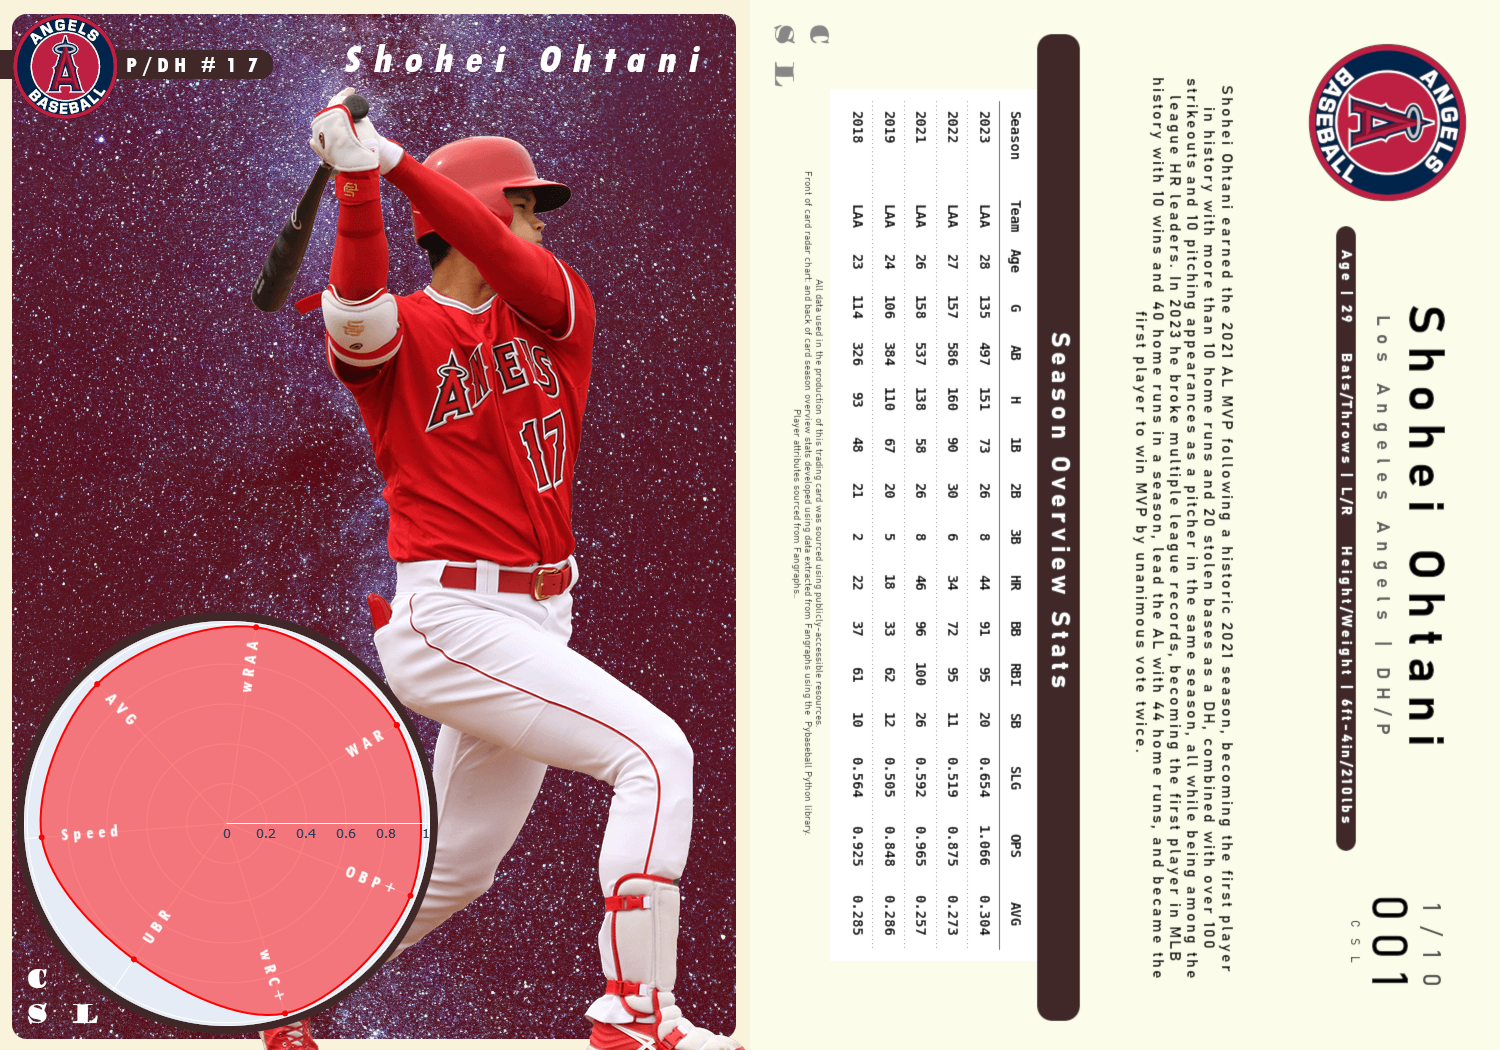 ANGELS
BASEBALL
P/DH #17
Shohei Ohtani
ANGELS
17
wRAA
AVG
WAR
Speed
0 0.2 0.4 0.6 0.8 1
OBP+
UBR
wRC+
C
S L
ANGELS
BASEBALL
Shohei Ohtani
Los Angeles Angels | DH/P
Age | 29 Bats/Throws | L/R Height/Weight | 6ft-4in/210lbs
1/10
001
CSL
Shohei Ohtani earned the 2021 AL MVP following a historic 2021 season, becoming the first player
in history with more than 10 home runs and 20 stolen bases as a DH, combined with over 100
strikeouts and 10 pitching appearances as a pitcher in the same season, all while being among the
league HR leaders. In 2023 he broke multiple league records, becoming the first player in MLB
history with 10 wins and 40 home runs in a season, lead the AL with 44 home runs, and became the
first player to win MVP by unanimous vote twice.
Season Overview Stats
Season Team Age G AB H 1B 2B 3B HR BB RBI SB SLG OPS AVG
2023 LAA 28 135 497 151 73 26 8 44 91 95 20 0.654 1.066 0.304
2022 LAA 27 157 586 160 90 30 6 34 72 95 11 0.519 0.875 0.273
2021 LAA 26 158 537 138 58 26 8 46 96 100 26 0.592 0.965 0.257
2019 LAA 24 106 384 110 67 20 5 18 33 62 12 0.505 0.848 0.286
2018 LAA 23 114 326 93 48 21 2 22 37 61 10 0.564 0.925 0.285
All data used in the production of this trading card was sourced using publicly-accessible resources.
Front of card radar chart and back of card season overview stats developed using data extracted from Fangraphs using the Pybaseball Python library.
Player attributes sourced from Fangraphs.
C
S L